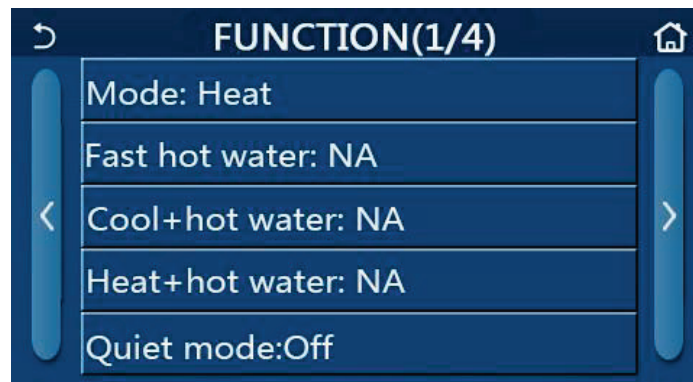 FUNCTION(1/4)
Mode: Heat
Fast hot water: NA
Cool+hot water: NA
Heat+hot water: NA
Quiet mode:Off